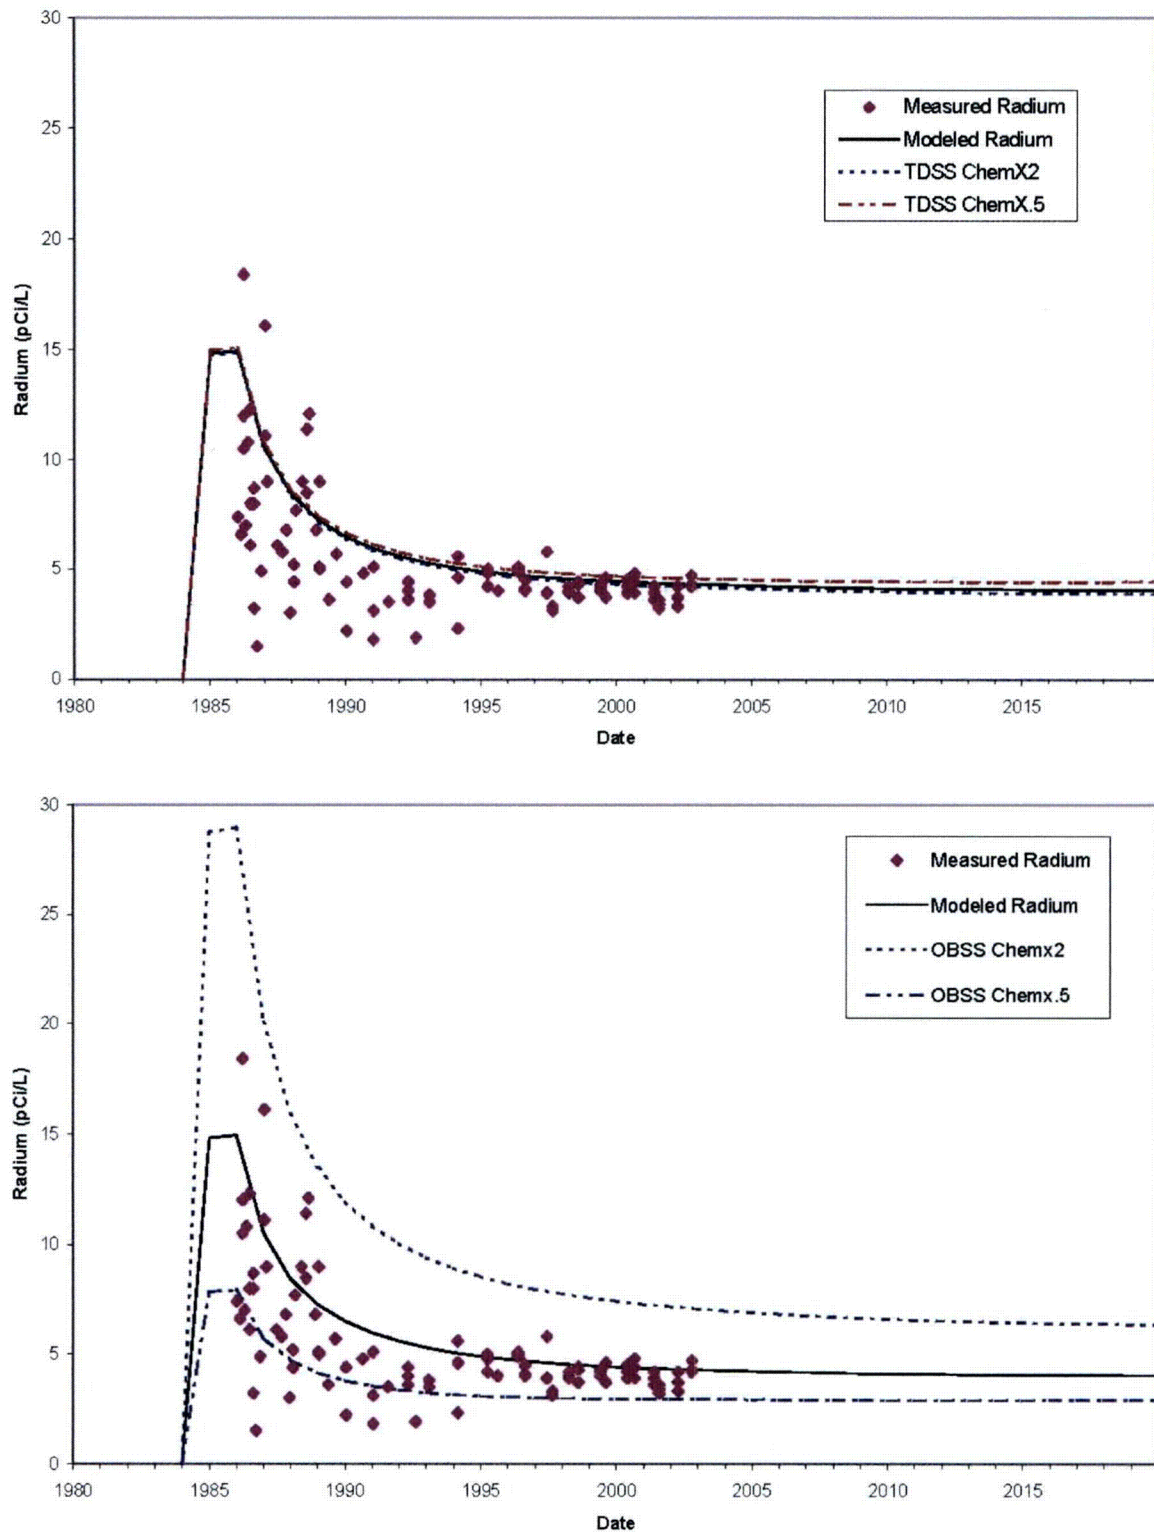 30
25
20
15
10
5
0
Radium (pCi/L)
Measured Radium
Modeled Radium
TDSS ChemX2
TDSS ChemX.5
1980 1985 1990 1995 2000 2005 2010 2015
Date
30
25
20
15
10
5
0
Radium (pCi/L)
Measured Radium
Modeled Radium
OBSS Chemx2
OBSS Chemx.5
1980 1985 1990 1995 2000 2005 2010 2015
Date